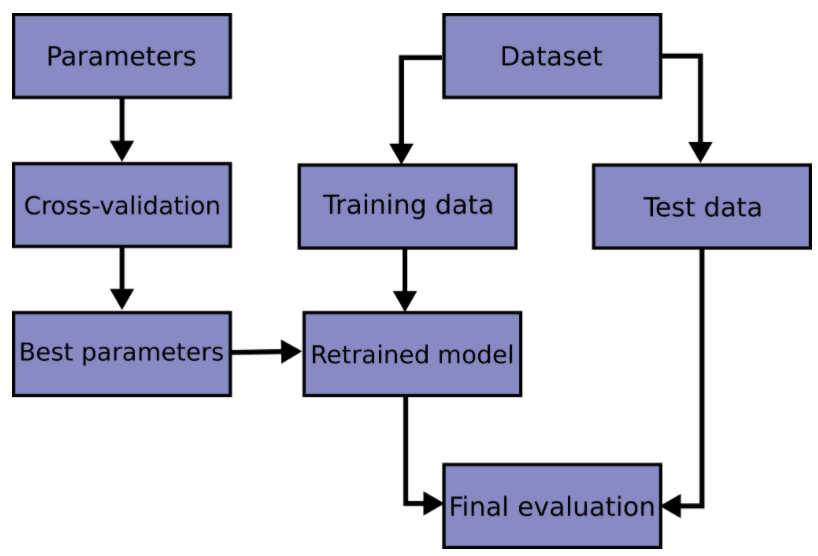 Parameters
Dataset
Cross-validation
Training data
Test data
Best parameters
Retrained model
Final evaluation